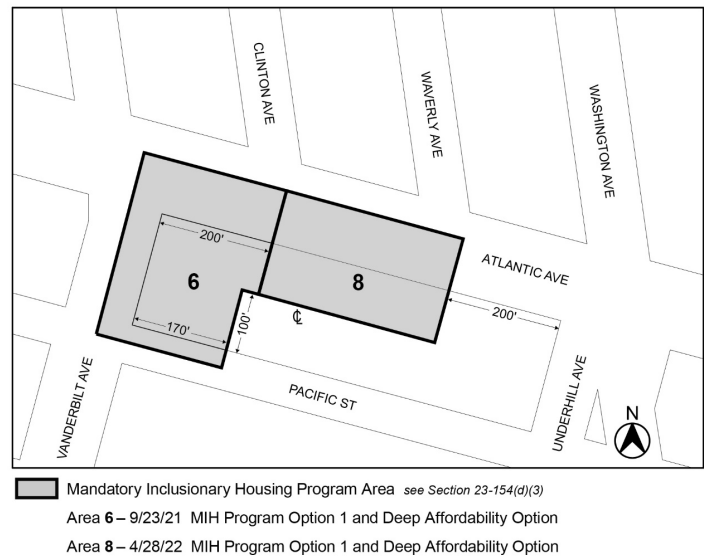 CLINTON AVE
WAVERLY AVE
WASHINGTON AVE
200'
ATLANTIC AVE
6
8
200'
170'
100'
℄
PACIFIC ST
VANDERBILT AVE
UNDERHILL AVE
N
Mandatory Inclusionary Housing Program Area see Section 23-154(d)(3)
Area 6 – 9/23/21 MIH Program Option 1 and Deep Affordability Option
Area 8 – 4/28/22 MIH Program Option 1 and Deep Affordability Option